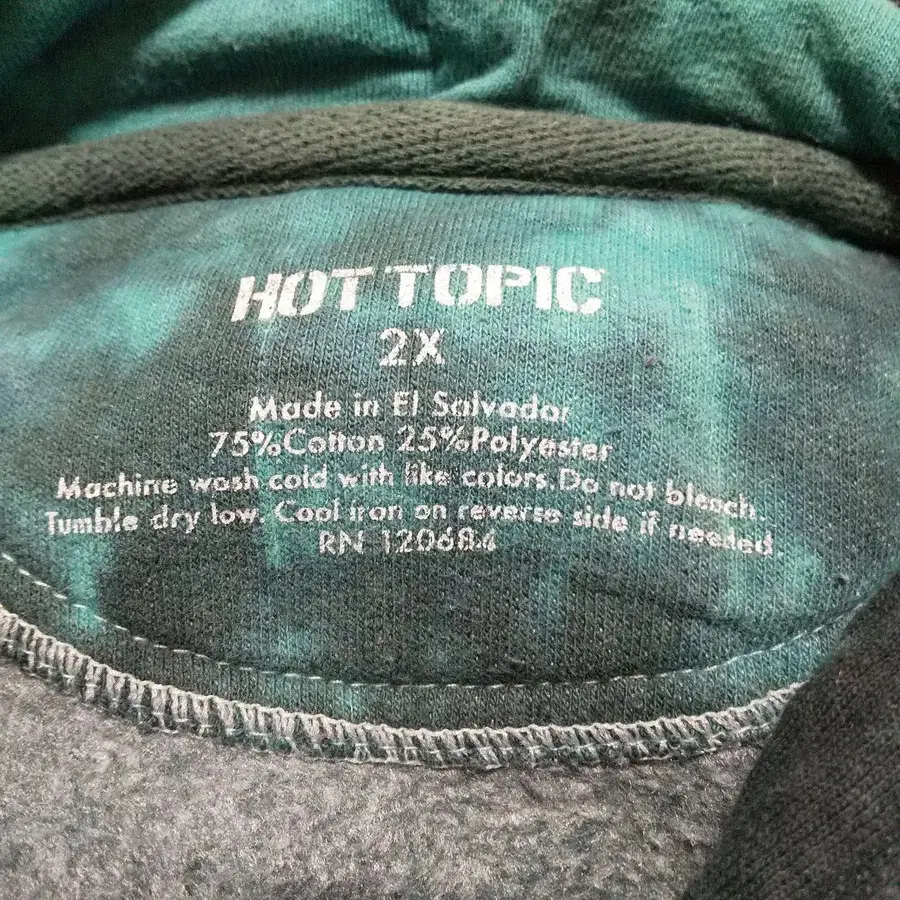 HOT TOPIC
2X
Made in El Salvador
75%Cotton 25%Polyester
Machine wash cold with like colors.Do not bleach.
Tumble dry low. Cool iron on reverse side if needed
RN 120684